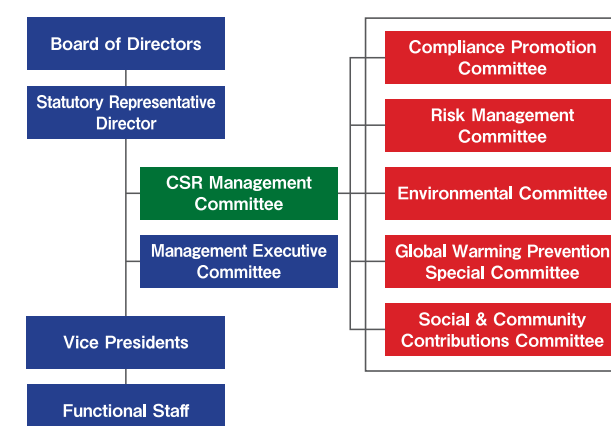 Board of Directors
Statutory Representative
Director
CSR Management
Committee
Management Executive
Committee
Vice Presidents
Functional Staff
Compliance Promotion
Committee
Risk Management
Committee
Environmental Committee
Global Warming Prevention
Special Committee
Social & Community
Contributions Committee